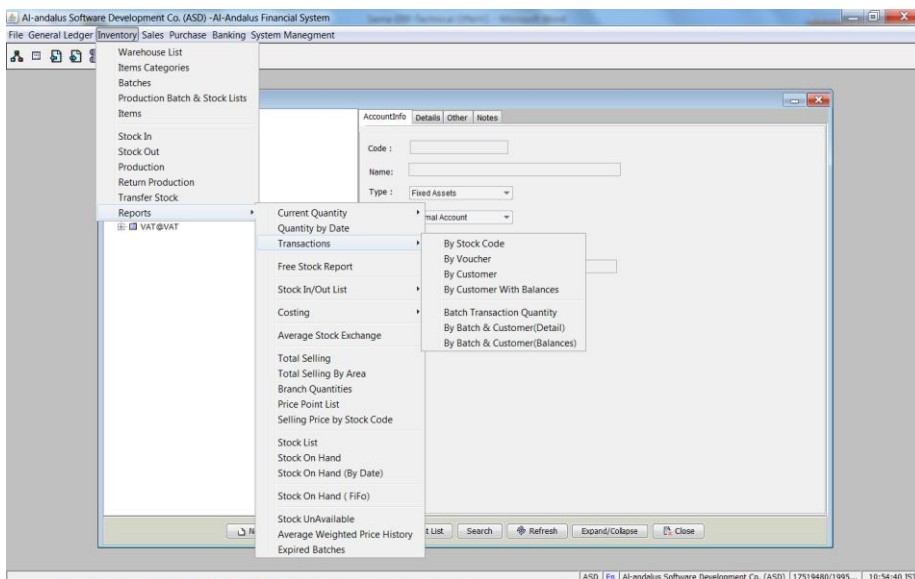 Al-andalus Software Development Co. (ASD) -Al-Andalus Financial System
File General Ledger Inventory Sales Purchase Banking System Managment
Warehouse List
Items Categories
Batches
Production Batch & Stock Lists
Items
Stock In
Stock Out
Production
Return Production
Transfer Stock
Reports
VAT@VAT
Current Quantity
Quantity by Date
Transactions
Free Stock Report
Stock In/Out List
Costing
Average Stock Exchange
Total Selling
Total Selling By Area
Branch Quantities
Price Point List
Selling Price by Stock Code
Stock List
Stock On Hand
Stock On Hand (By Date)
Stock On Hand ( FiFo)
Stock UnAvailable
Average Weighted Price History
Expired Batches
By Stock Code
By Voucher
By Customer
By Customer With Balances
Batch Transaction Quantity
By Batch & Customer(Detail)
By Batch & Customer(Balances)
AccountInfo Details Other Notes
Code :
Name:
Type : Fixed Assets
mal Account
t List Search Refresh Expand/Collapse Close
ASD En Al-andalus Software Development Co. (ASD) 17519480/1995... 10:54:40 IST